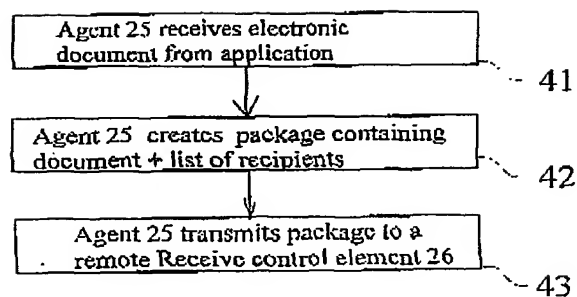 Agent 25 receives electronic
document from application
41
Agent 25 creates package containing
document + list of recipients
42
Agent 25 transmits package to a
remote Receive control element 26
43